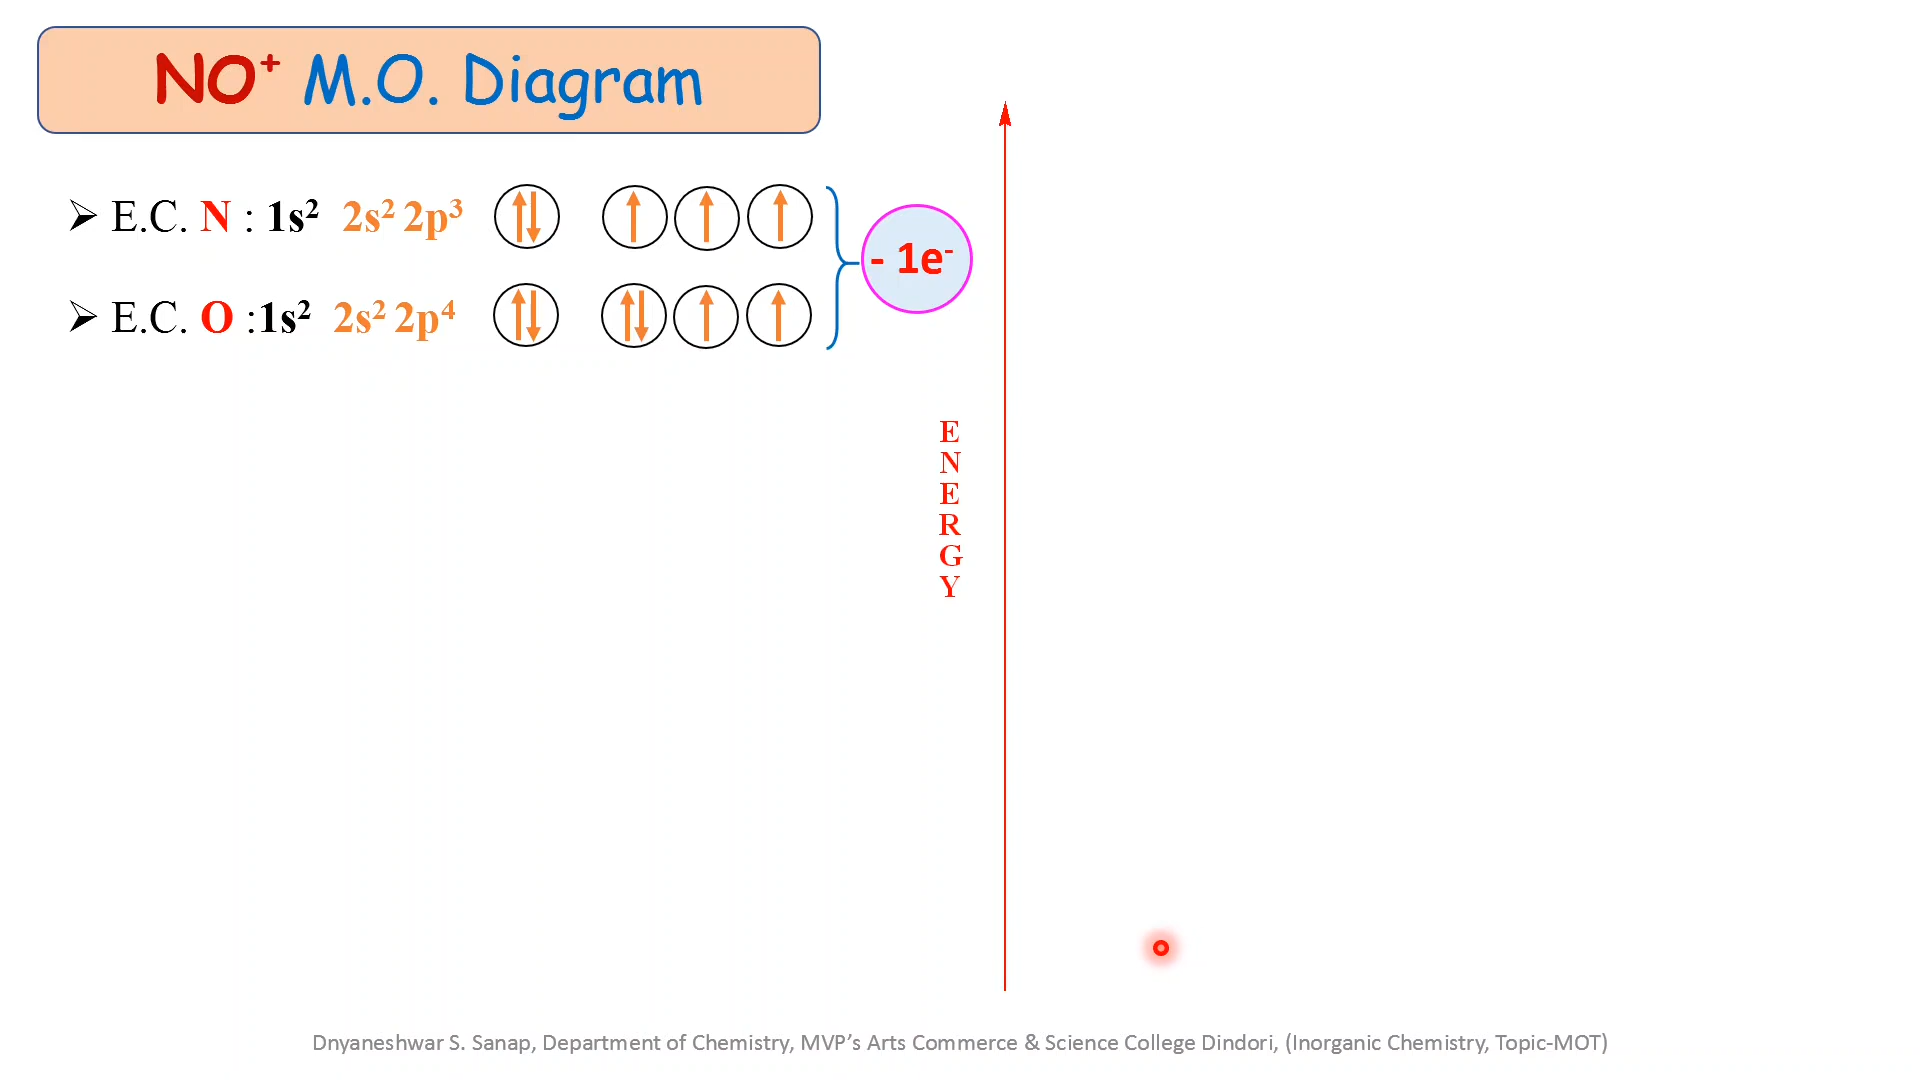 NO⁺ M.O. Diagram
➢ E.C. N : 1s² 2s² 2p³
- 1e⁻
➢ E.C. O :1s² 2s² 2p⁴
E
N
E
R
G
Y
Dnyaneshwar S. Sanap, Department of Chemistry, MVP’s Arts Commerce & Science College Dindori, (Inorganic Chemistry, Topic-MOT)